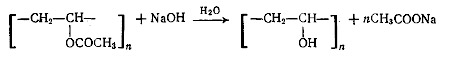 [—CH₂—CH—]ₙ + NaOH —H₂O→ [—CH₂—CH—]ₙ + nCH₃COONa
OCOCH₃ OH